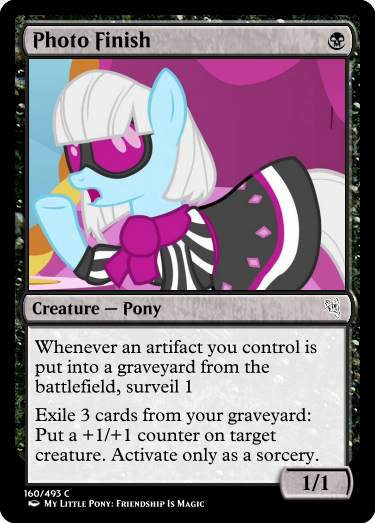 Photo Finish
Creature — Pony
Whenever an artifact you control is
put into a graveyard from the
battlefield, surveil 1
Exile 3 cards from your graveyard:
Put a +1/+1 counter on target
creature. Activate only as a sorcery.
1/1
160/493 C
My Little Pony: Friendship Is Magic